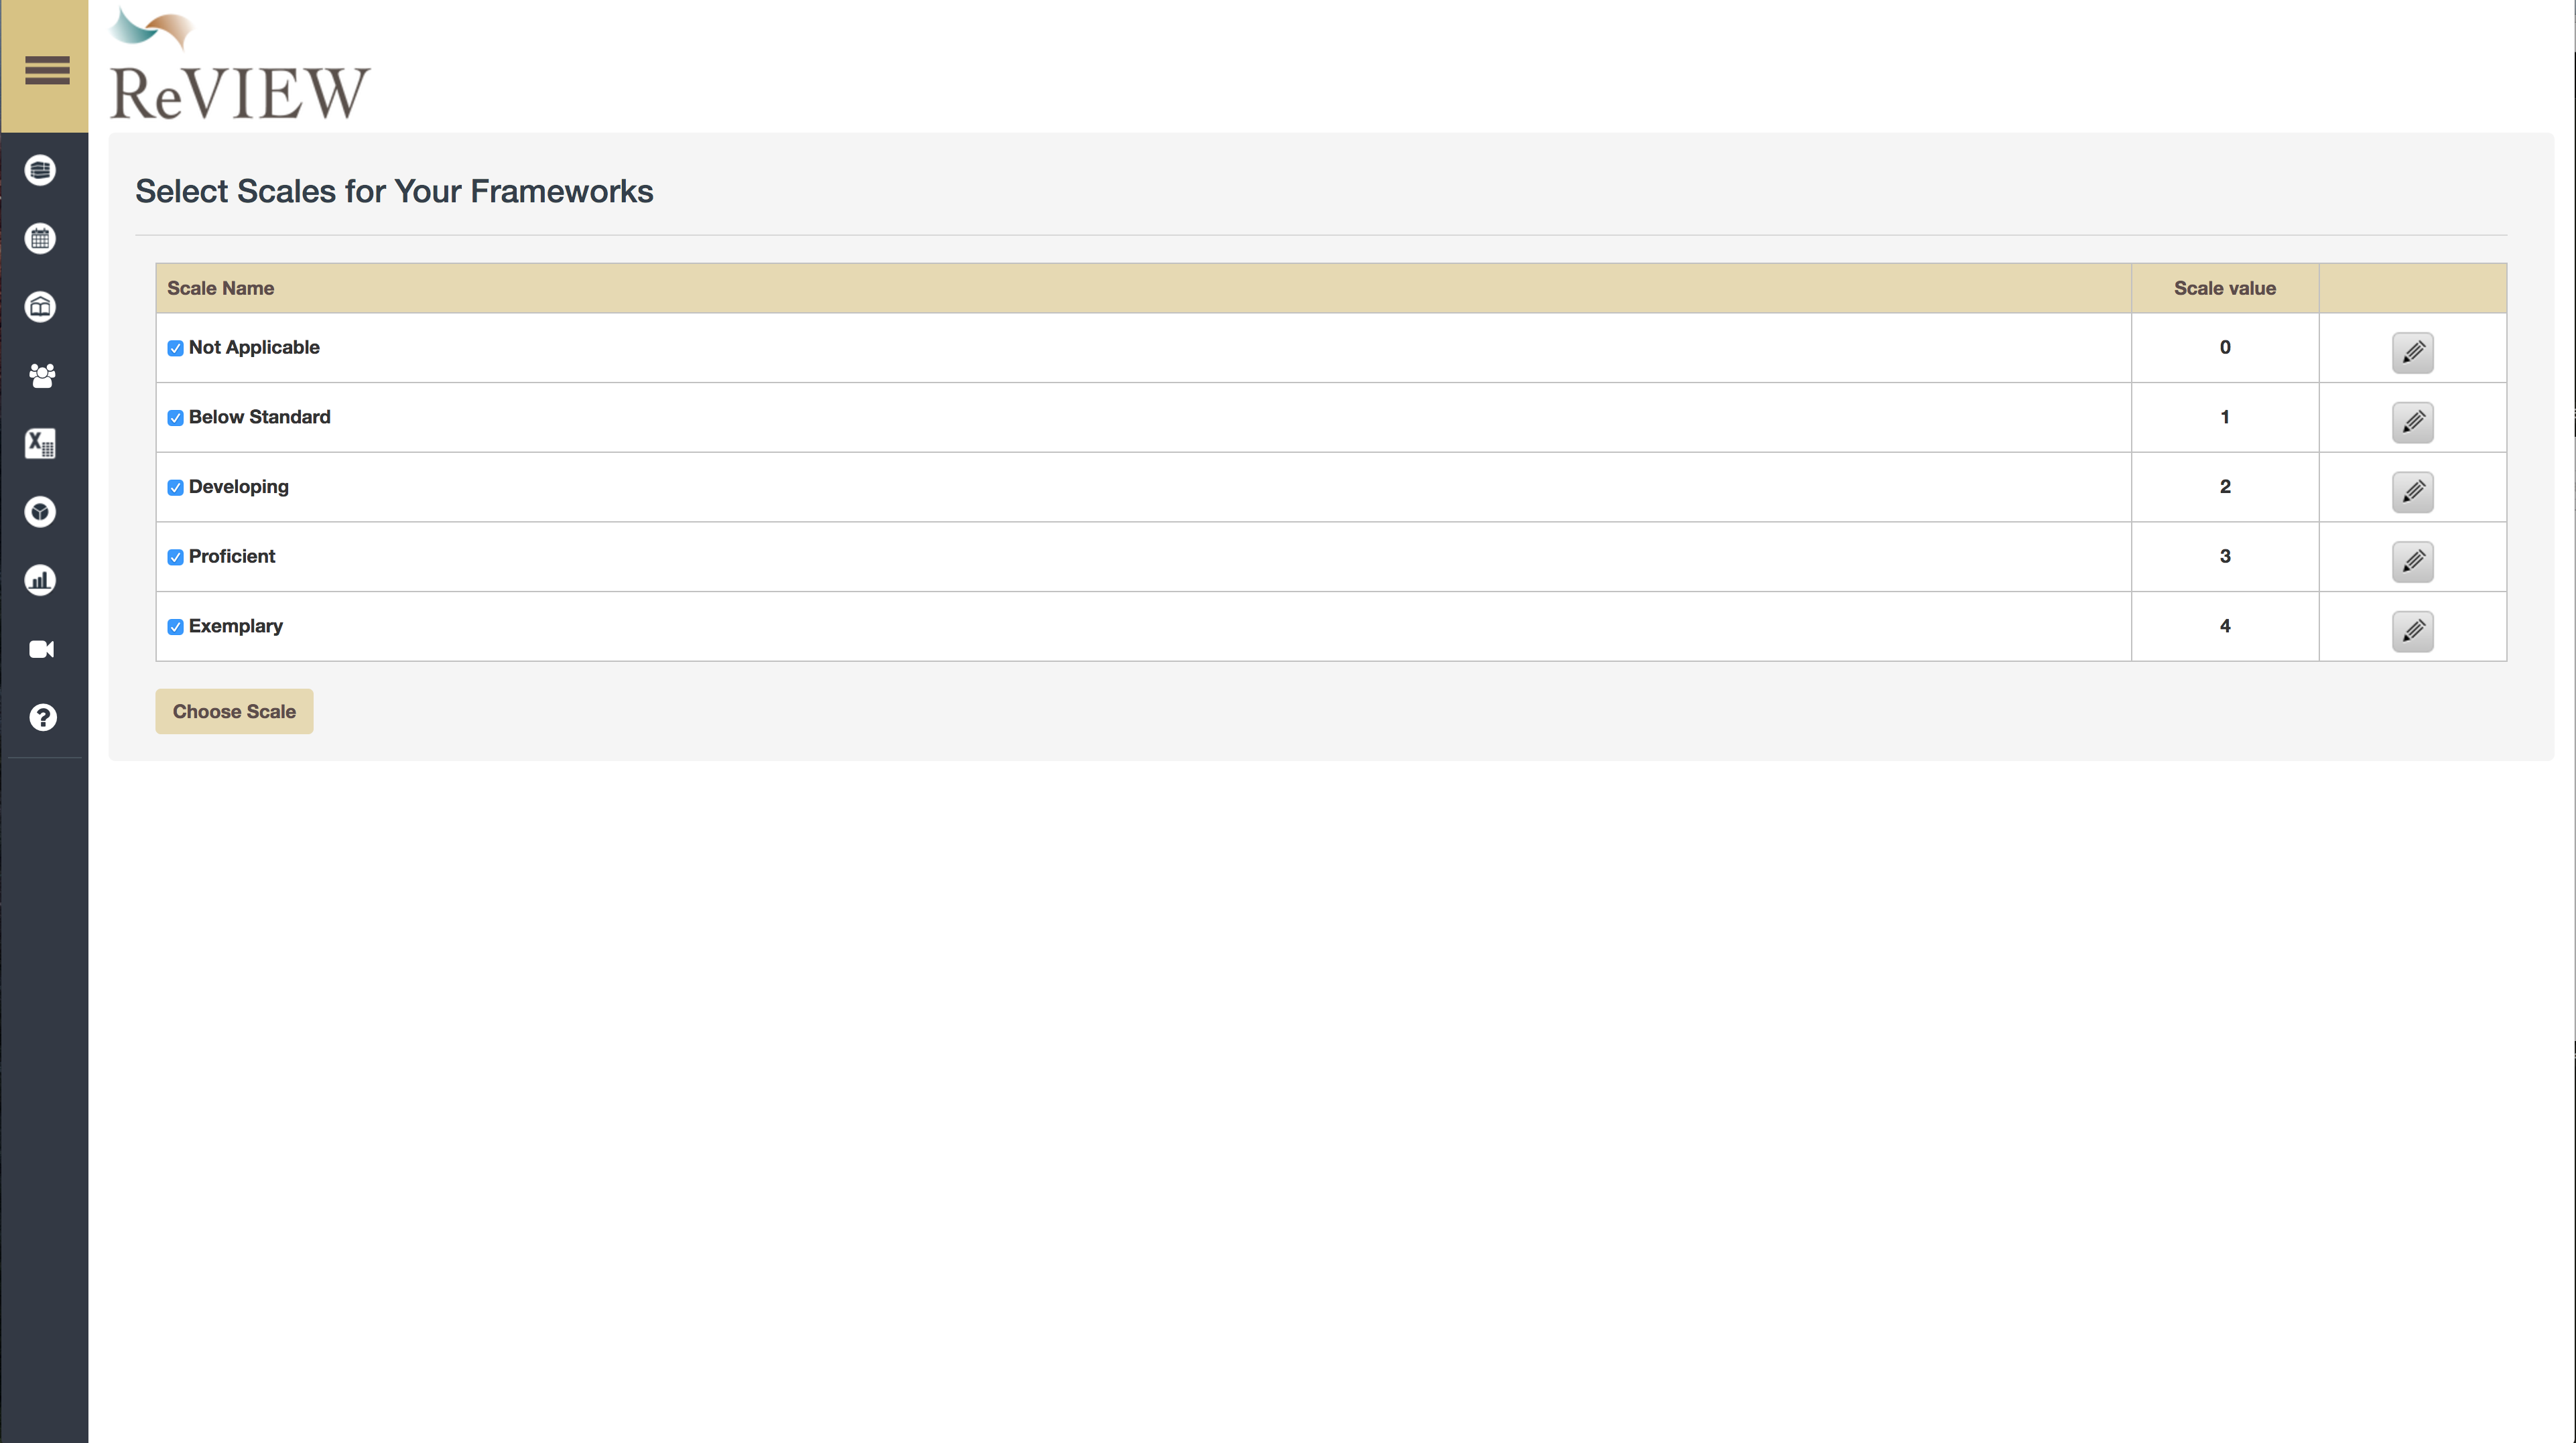 ReVIEW
Select Scales for Your Frameworks
Scale Name Scale value
Not Applicable 0
Below Standard 1
Developing 2
Proficient 3
Exemplary 4
Choose Scale